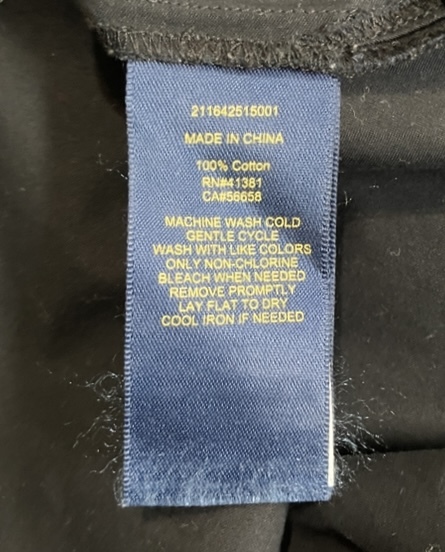 211642515001
MADE IN CHINA
100% Cotton
RN#41381
CA#56658
MACHINE WASH COLD
GENTLE CYCLE
WASH WITH LIKE COLORS
ONLY NON-CHLORINE
BLEACH WHEN NEEDED
REMOVE PROMPTLY
LAY FLAT TO DRY
COOL IRON IF NEEDED